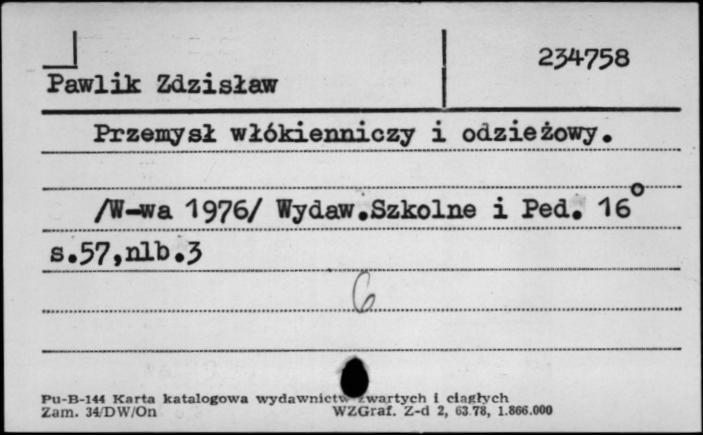 234758
Pawlik Zdzisław
Przemysł włókienniczy i odzieżowy.
/W-wa 1976/ Wydaw.Szkolne i Ped. 16°
s.57,nlb.3
6
Pu-B-144 Karta katalogowa wydawnictw zwartych i ciągłych
Zam. 34/DW/On WZGraf. Z-d 2, 63.78, 1.866.000